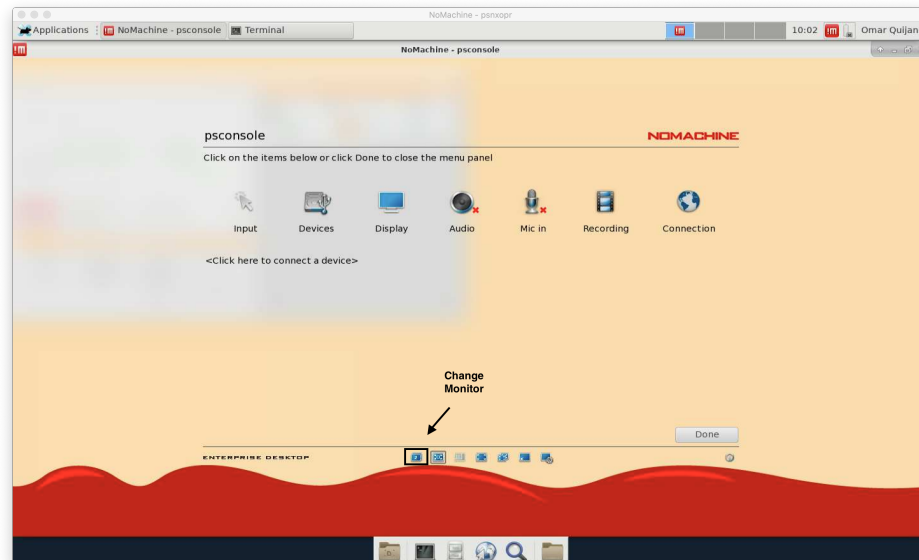 NoMachine - psnxopr
Applications
NoMachine - psconsole
Terminal
10:02
Omar Quijan
NoMachine - psconsole
psconsole
NOMACHINE
Click on the items below or click Done to close the menu panel
Input Devices Display Audio Mic in Recording Connection
<Click here to connect a device>
Change
Monitor
Done
ENTERPRISE DESKTOP